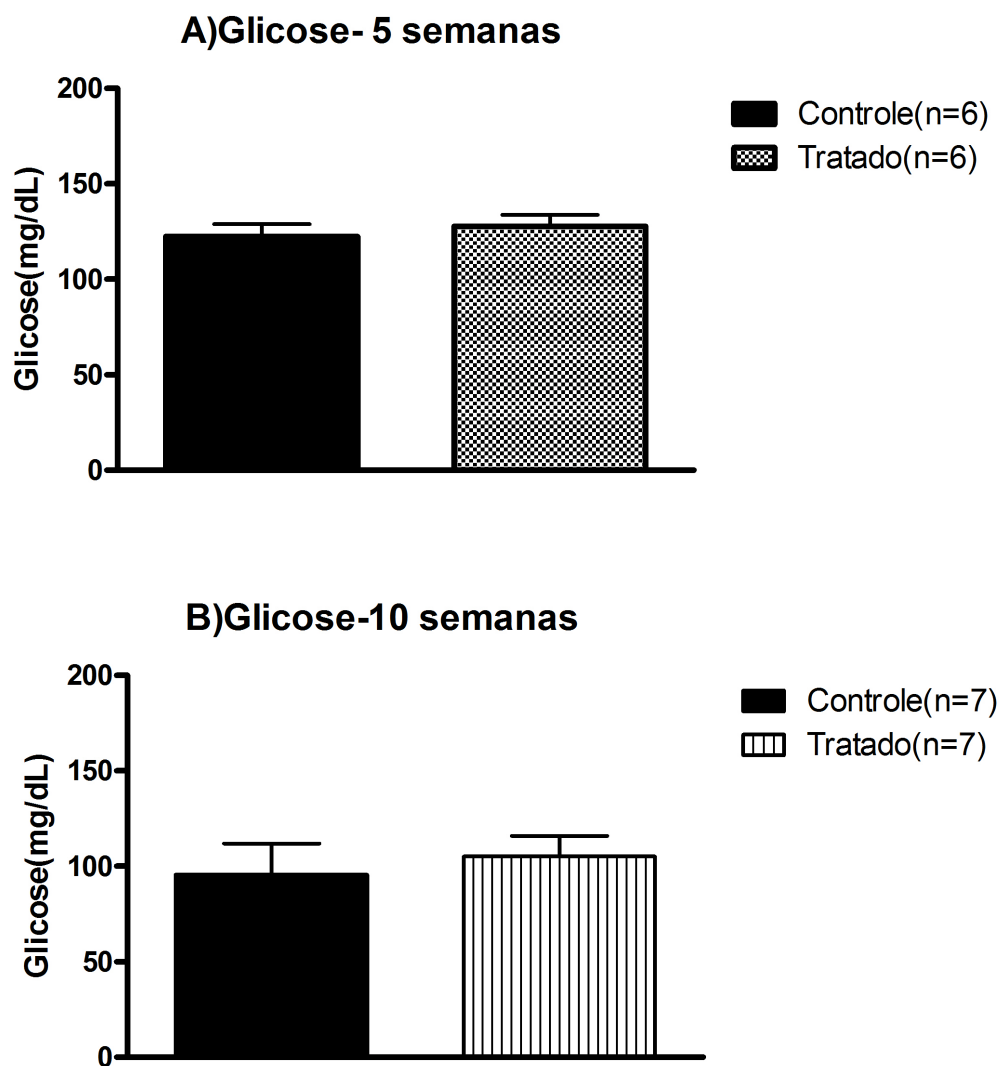 A)Glicose- 5 semanas
200
150
100
50
0
Glicose(mg/dL)
Controle(n=6)
Tratado(n=6)
B)Glicose-10 semanas
200
150
100
50
0
Glicose(mg/dL)
Controle(n=7)
Tratado(n=7)